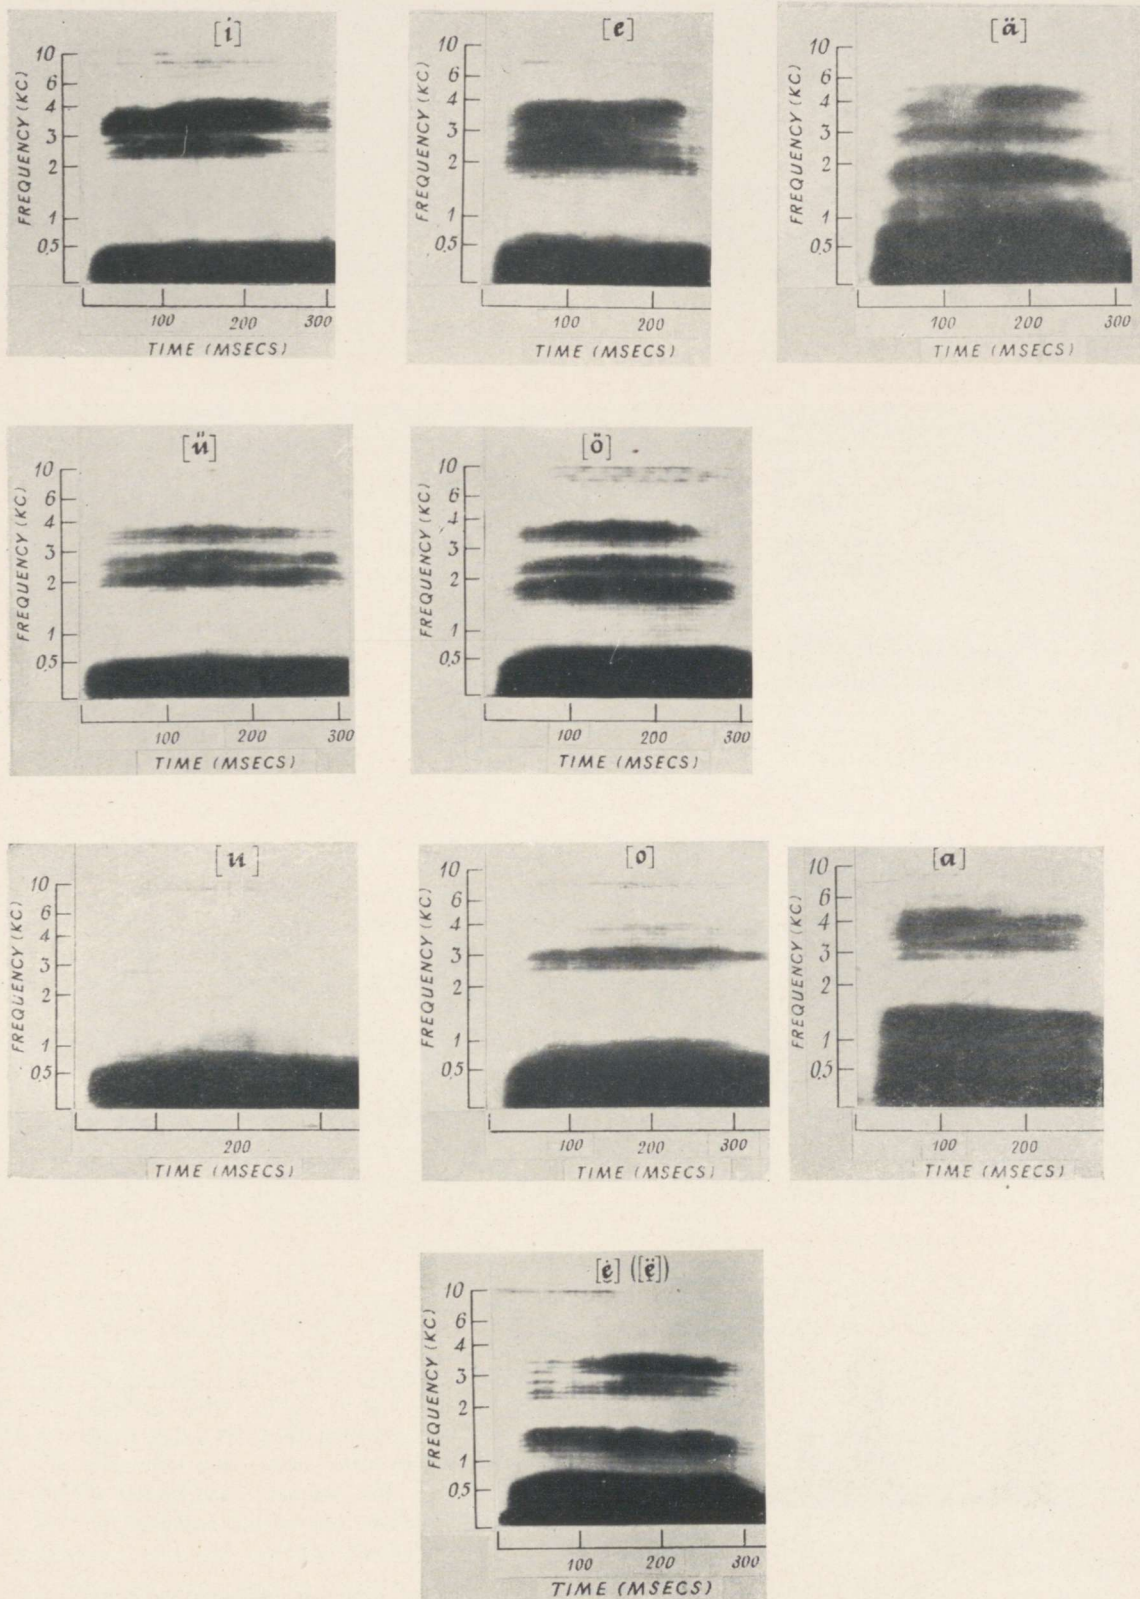 [i]
FREQUENCY (KC)
10
6
4
3
2
1
0,5
100 200 300
TIME (MSECS)
[e]
FREQUENCY (KC)
10
6
4
3
2
1
0,5
100 200
TIME (MSECS)
[ä]
FREQUENCY (KC)
10
6
4
3
2
1
0,5
100 200 300
TIME (MSECS)
[ü]
FREQUENCY (KC)
10
6
4
3
2
1
0,5
100 200 300
TIME (MSECS)
[ö]
FREQUENCY (KC)
10
6
4
3
2
1
0,5
100 200 300
TIME (MSECS)
[u]
FREQUENCY (KC)
10
6
4
3
2
1
0,5
200
TIME (MSECS)
[o]
FREQUENCY (KC)
10
6
4
3
2
1
0,5
100 200 300
TIME (MSECS)
[a]
FREQUENCY (KC)
10
6
4
3
2
1
0,5
100 200
TIME (MSECS)
[ẹ̇] ([ẹ̈])
FREQUENCY (KC)
10
6
4
3
2
1
0,5
100 200 300
TIME (MSECS)